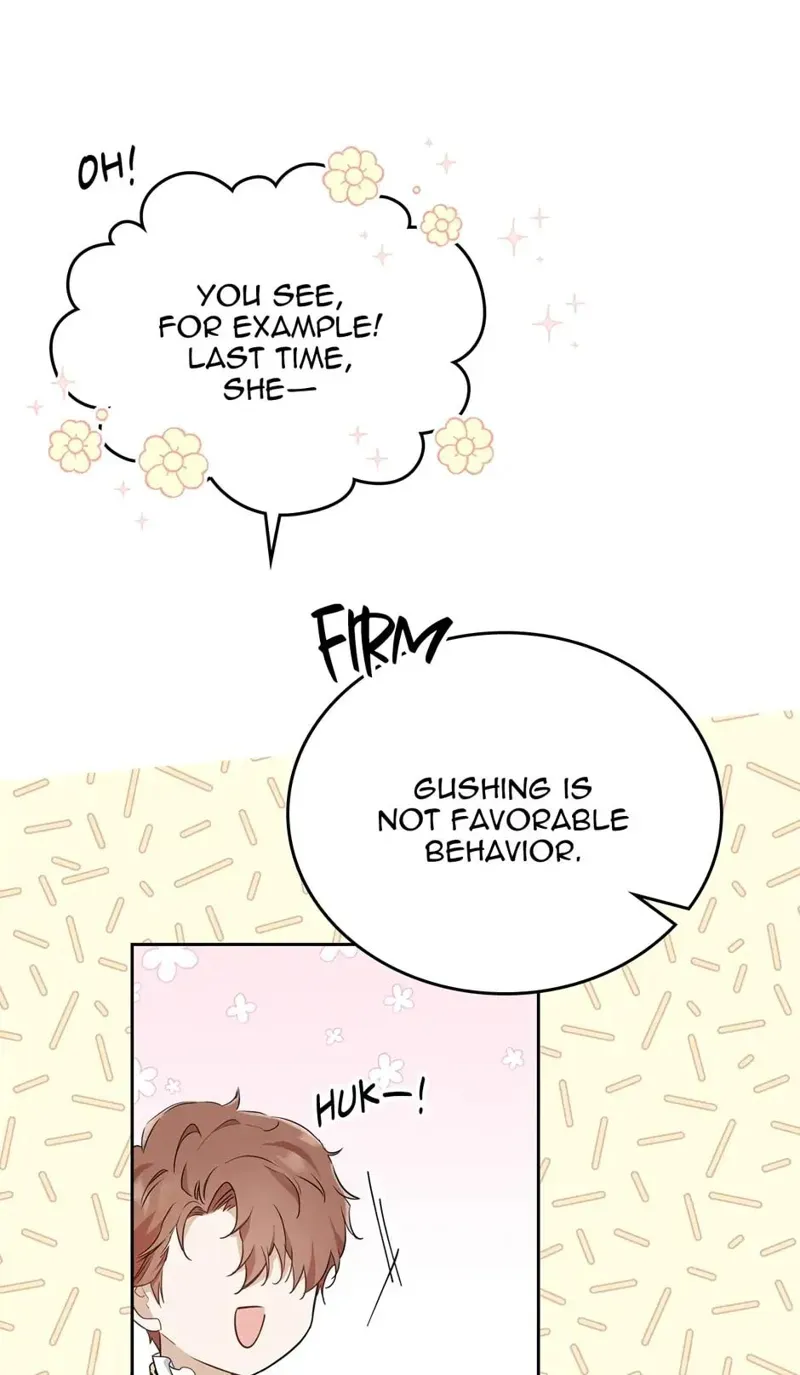 OH!
YOU SEE,
FOR EXAMPLE!
LAST TIME,
SHE—
FIRM
GUSHING IS
NOT FAVORABLE
BEHAVIOR.
HUK—!